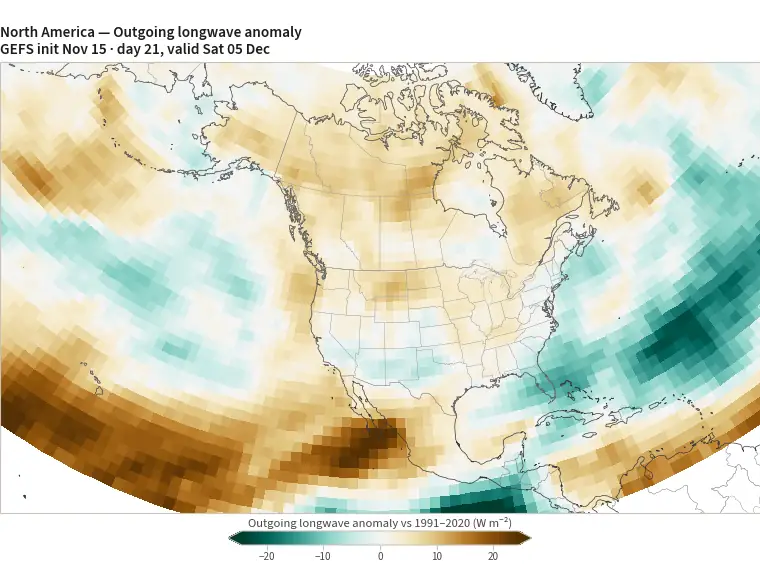 North America — Outgoing longwave anomaly
GEFS init Nov 15 · day 21, valid Sat 05 Dec
Outgoing longwave anomaly vs 1991–2020 (W m⁻²)
−20 −10 0 10 20